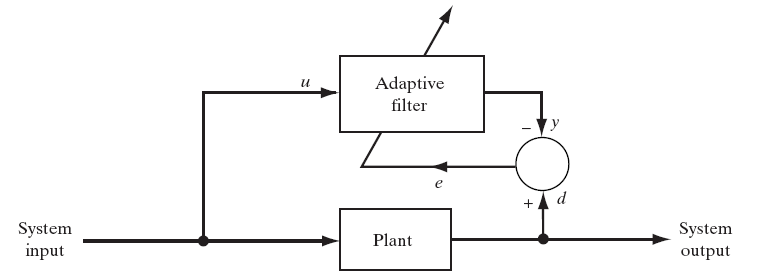 u
Adaptive
filter
−
y
e
+
d
System
input
Plant
System
output